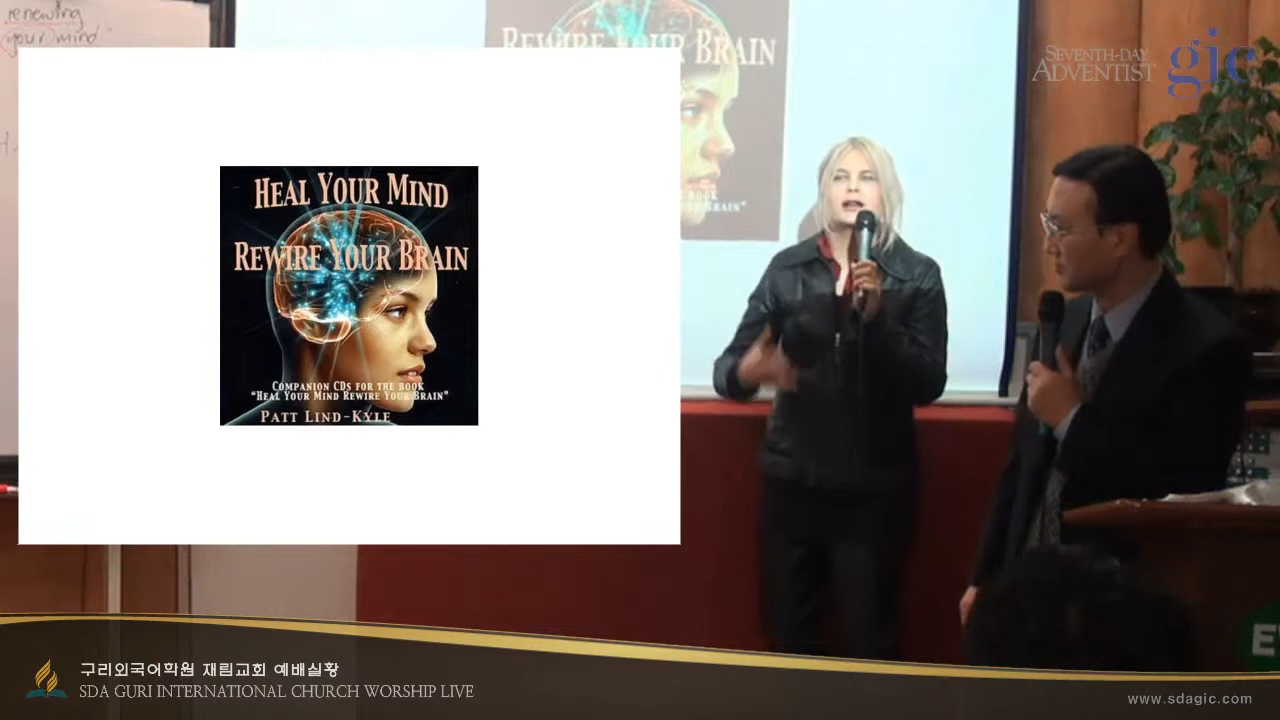 renewing
your mind
REWIRE YOUR BRAIN
SEVENTH-DAY
ADVENTIST
gic
HEAL YOUR MIND
REWIRE YOUR BRAIN
COMPANION CDS FOR THE BOOK
"HEAL YOUR MIND REWIRE YOUR BRAIN"
PATT LIND-KYLE
구리외국어학원 재림교회 예배실황
SDA GURI INTERNATIONAL CHURCH WORSHIP LIVE
www.sdagic.com